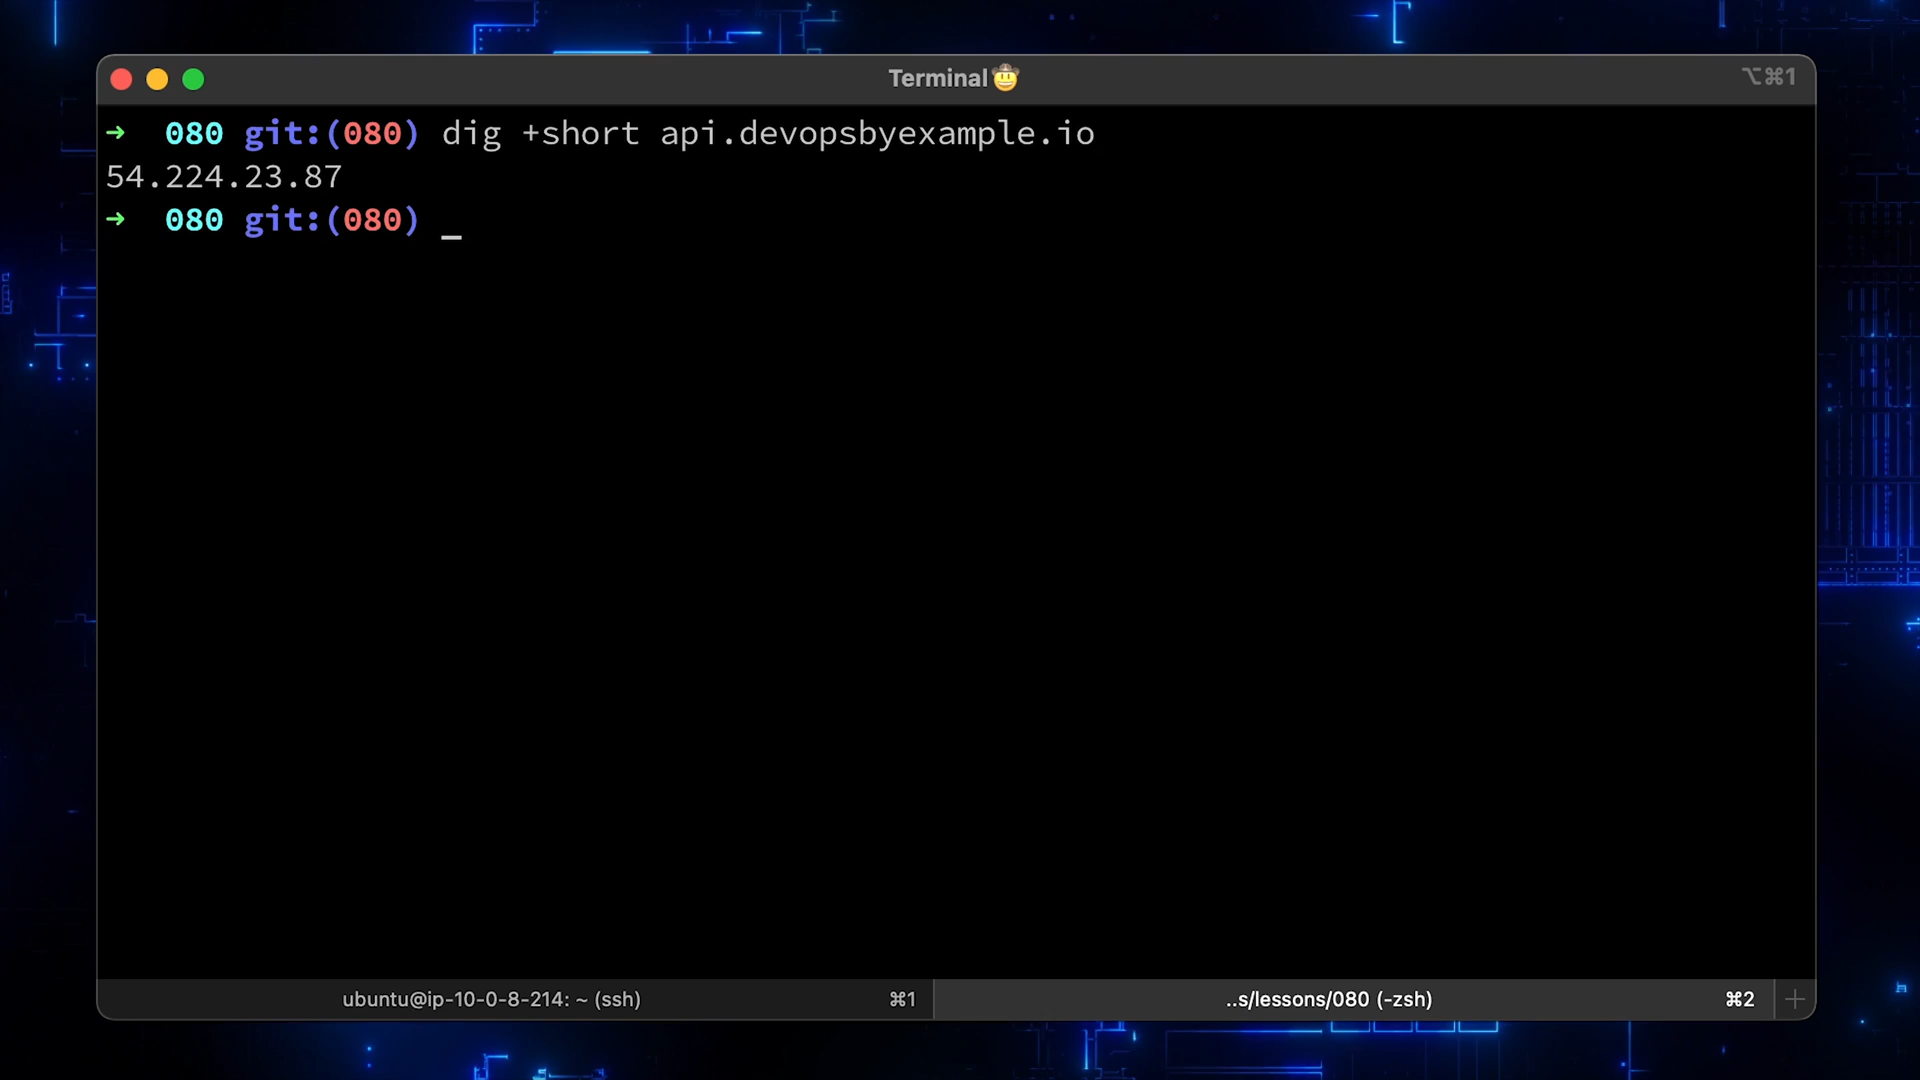 Terminal🤠
⌥⌘1
➜ 080 git:(080) dig +short api.devopsbyexample.io
54.224.23.87
➜ 080 git:(080) _
ubuntu@ip-10-0-8-214: ~ (ssh) ⌘1
..s/lessons/080 (-zsh) ⌘2 +